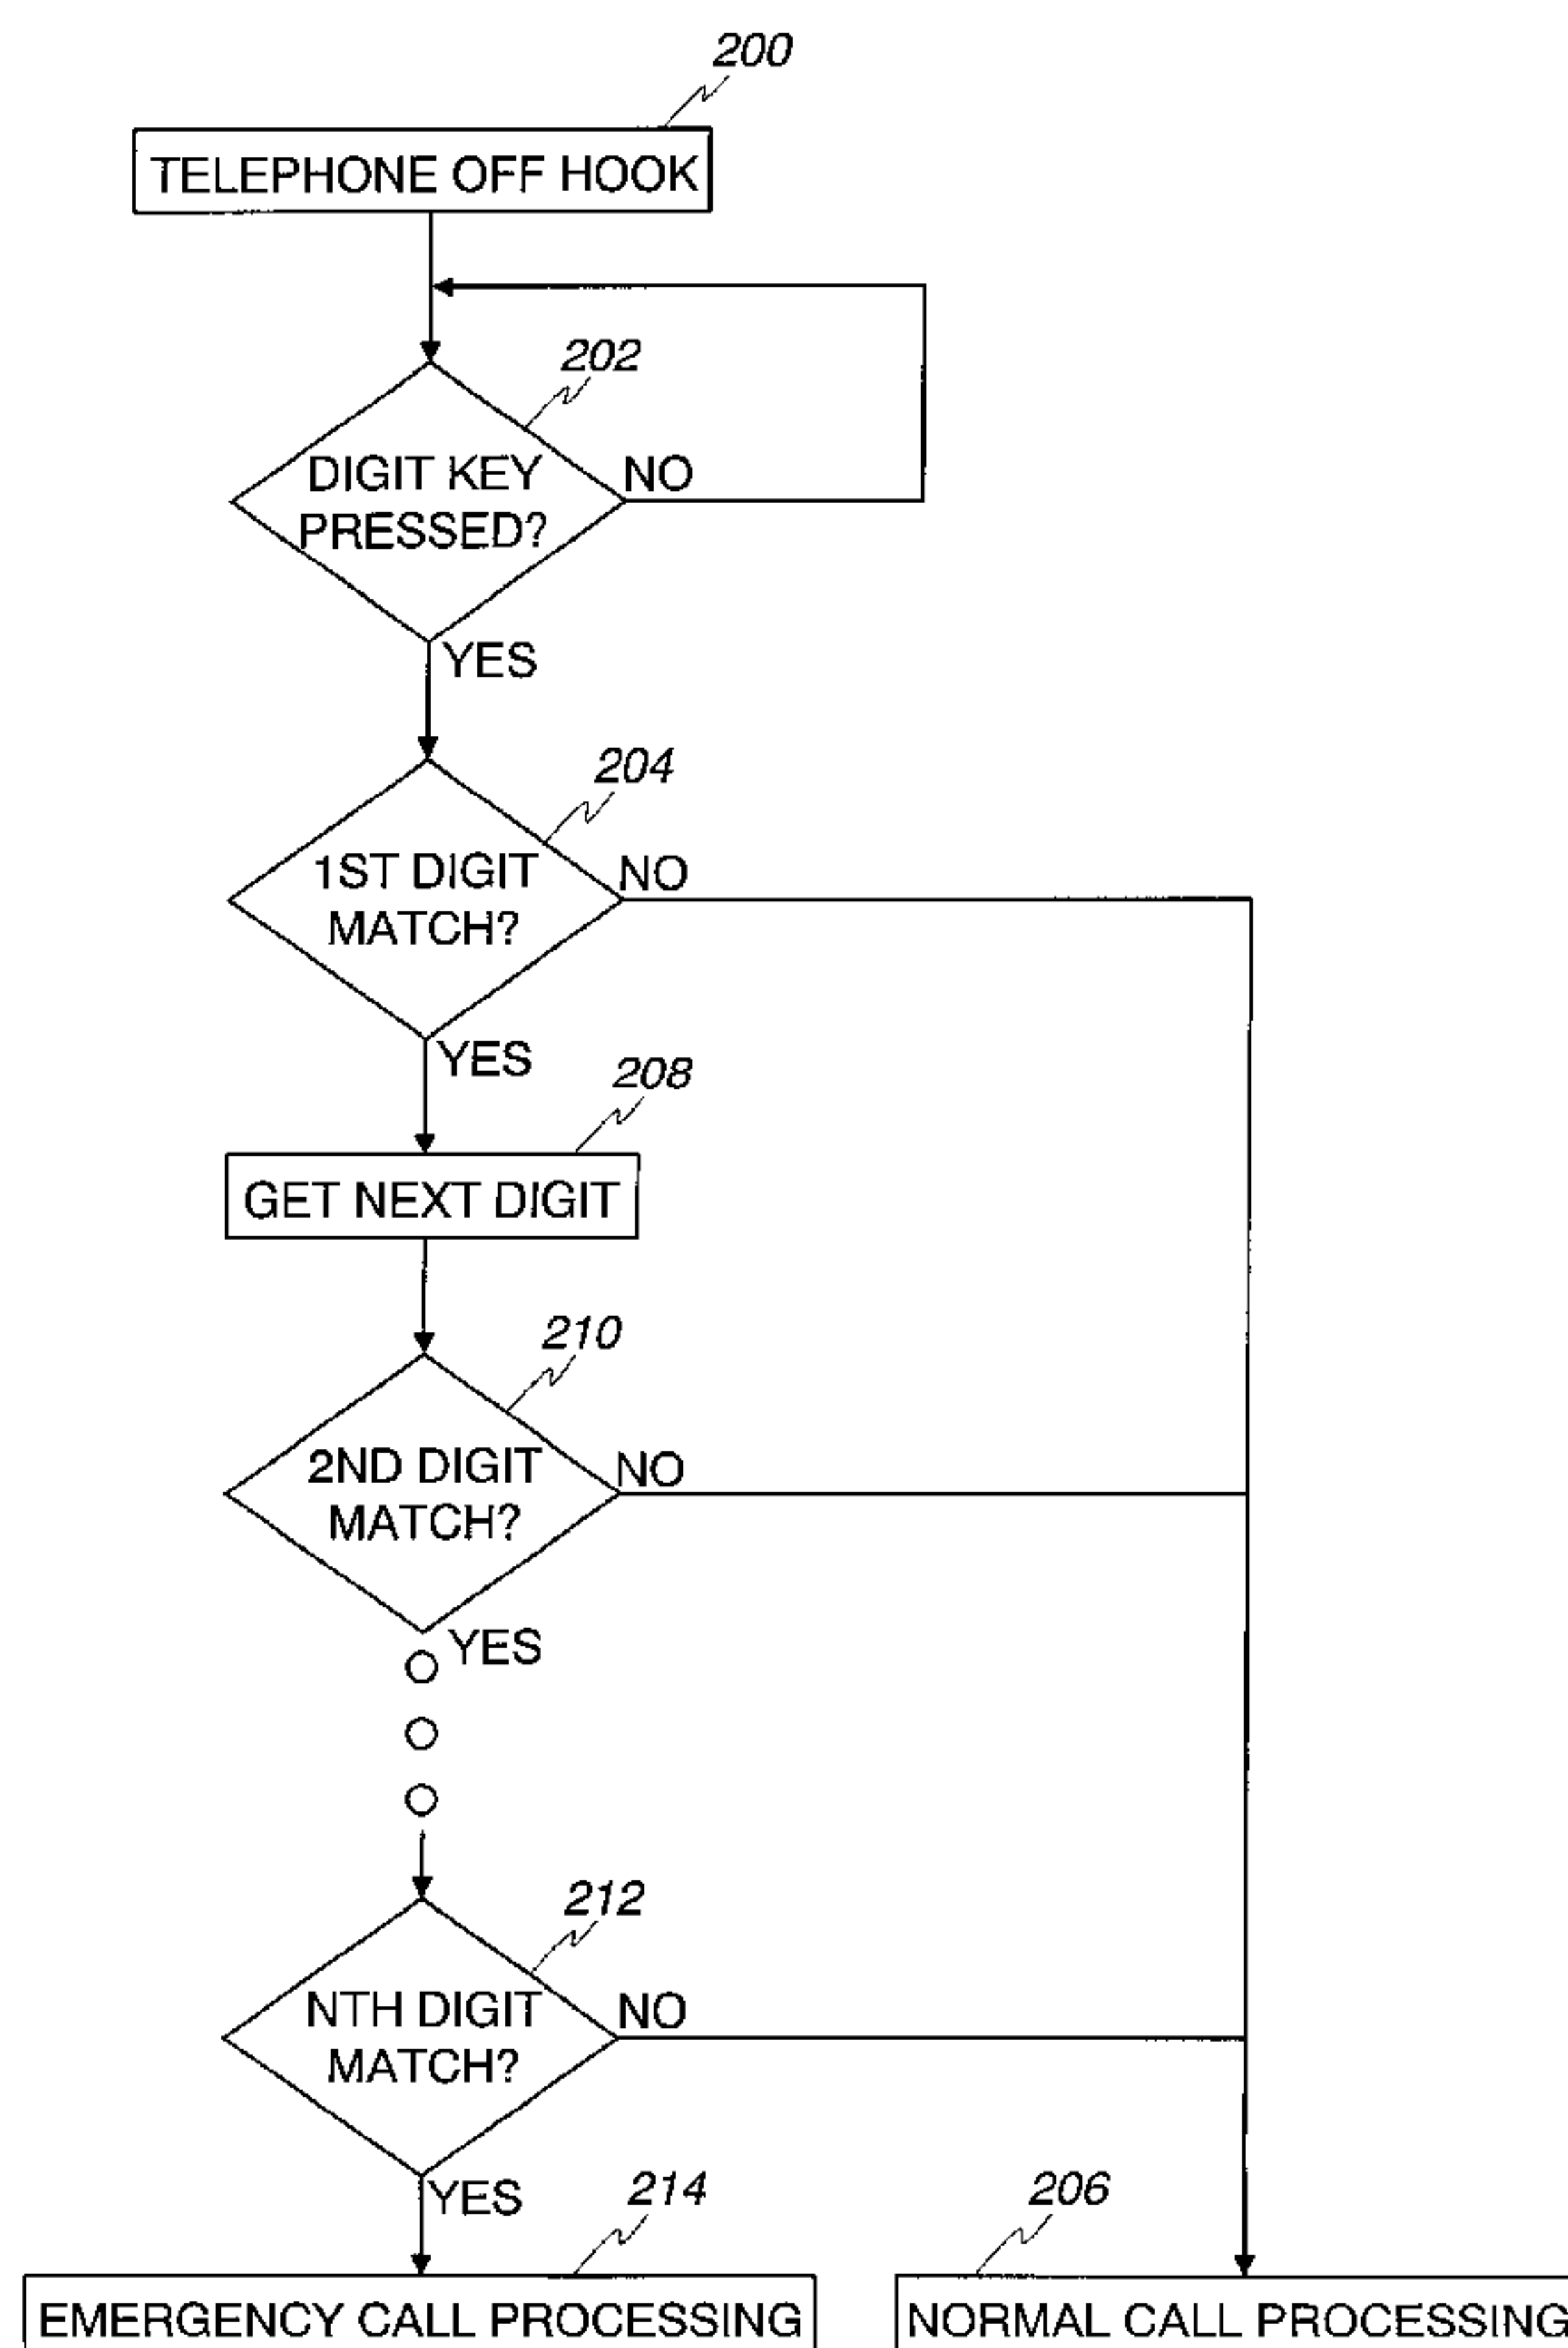 200
TELEPHONE OFF HOOK
202
DIGIT KEY
PRESSED?
NO
YES
204
1ST DIGIT
MATCH?
NO
YES
208
GET NEXT DIGIT
210
2ND DIGIT
MATCH?
NO
YES
212
NTH DIGIT
MATCH?
NO
YES
214
206
EMERGENCY CALL PROCESSING
NORMAL CALL PROCESSING